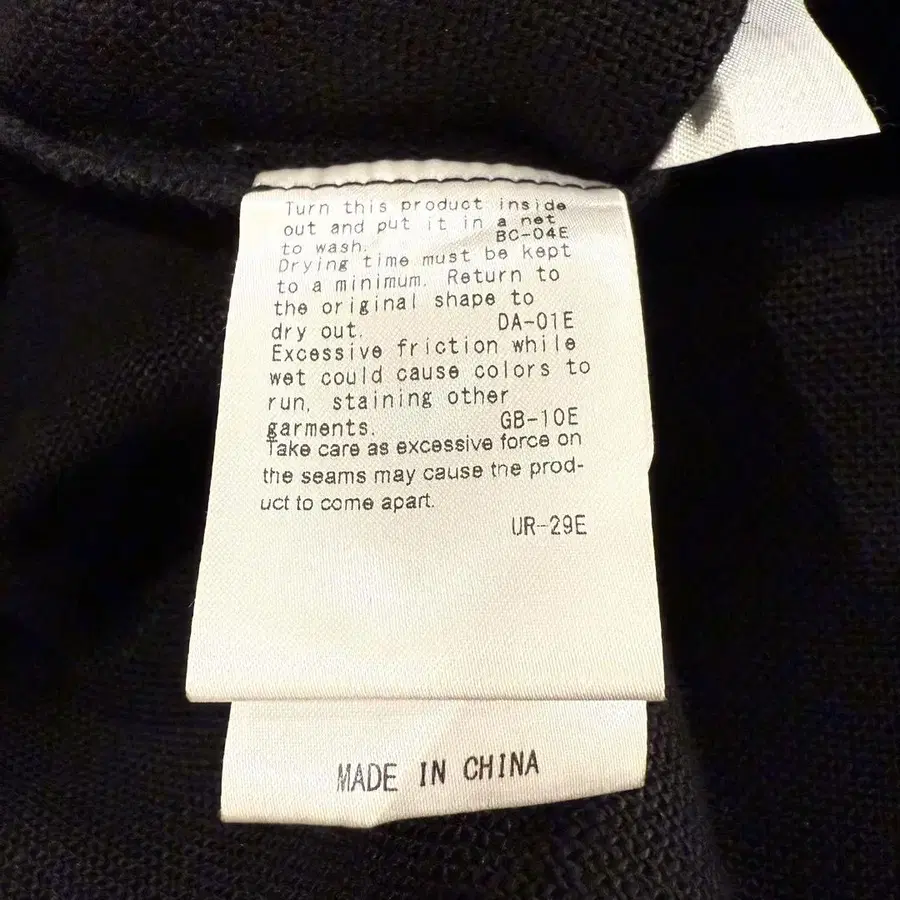 Turn this product inside
out and put it in a net
to wash. BC-04E
Drying time must be kept
to a minimum. Return to
the original shape to
dry out. DA-01E
Excessive friction while
wet could cause colors to
run, staining other
garments. GB-10E
Take care as excessive force on
the seams may cause the prod-
uct to come apart.
UR-29E
MADE IN CHINA